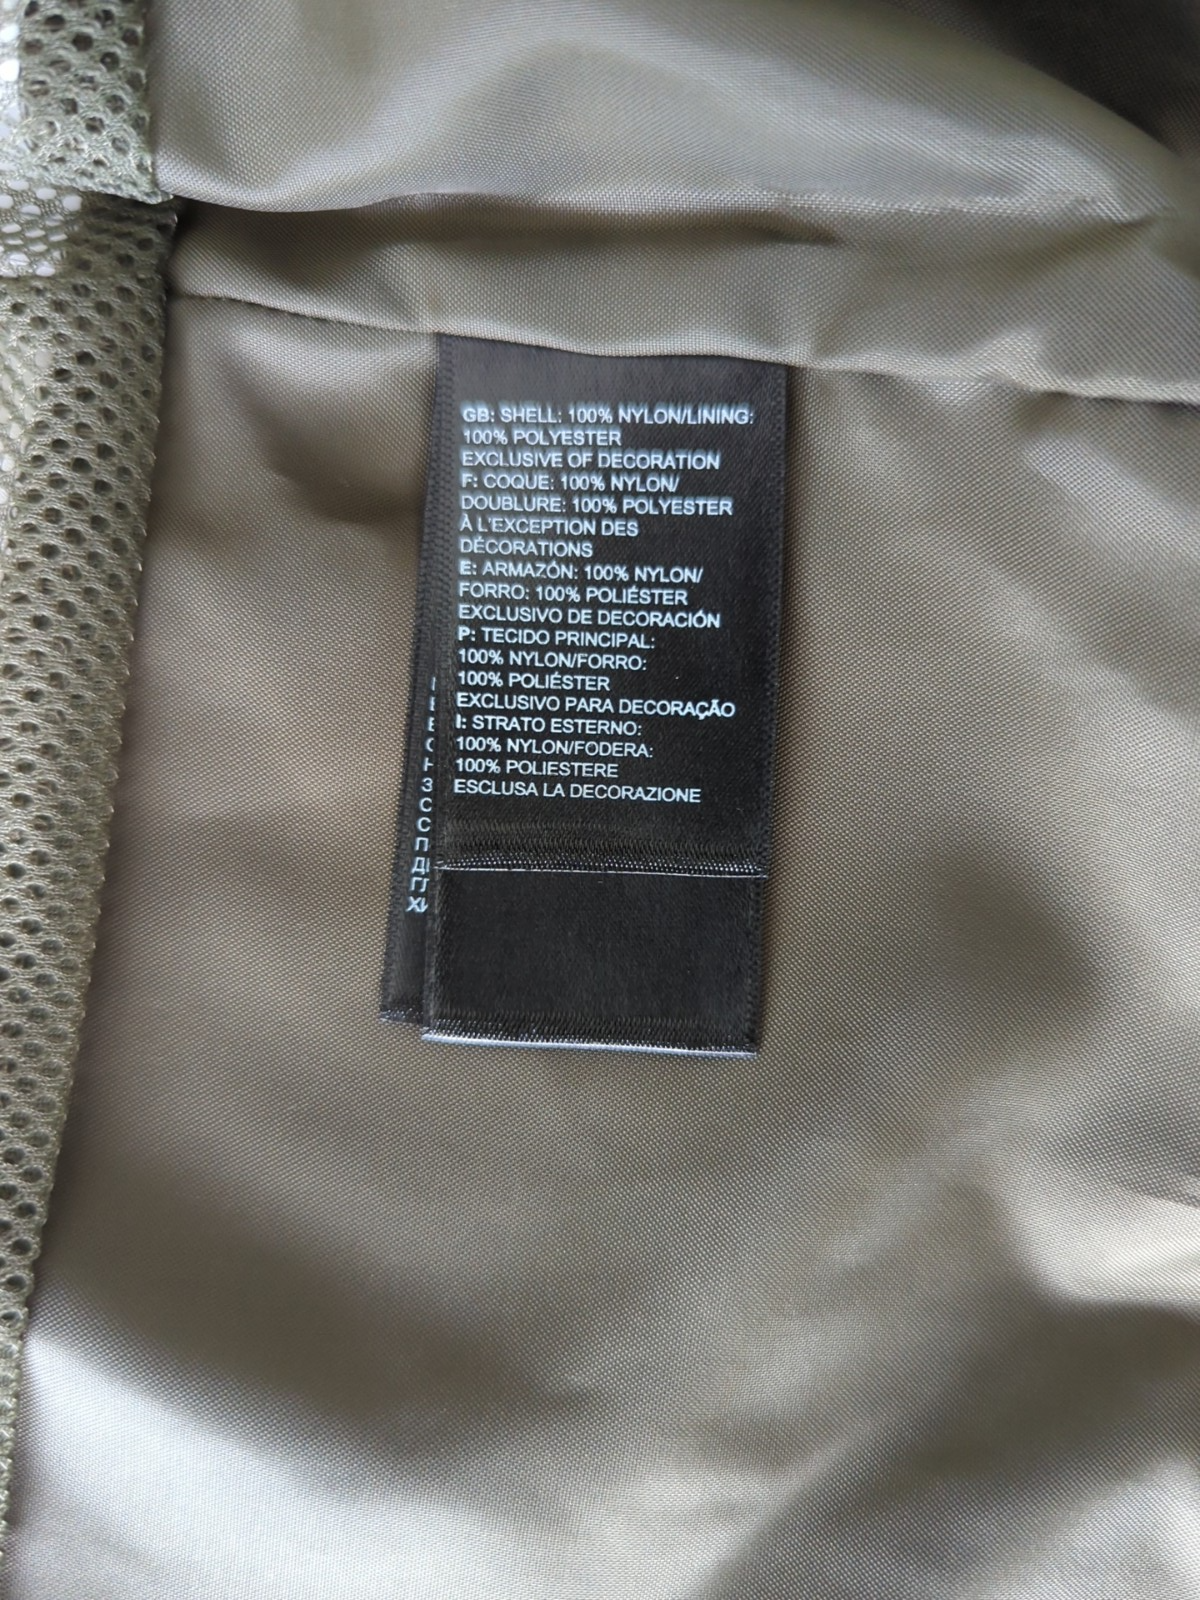 GB: SHELL: 100% NYLON/LINING:
100% POLYESTER
EXCLUSIVE OF DECORATION
F: COQUE: 100% NYLON/
DOUBLURE: 100% POLYESTER
À L'EXCEPTION DES
DÉCORATIONS
E: ARMAZÓN: 100% NYLON/
FORRO: 100% POLIÉSTER
EXCLUSIVO DE DECORACIÓN
P: TECIDO PRINCIPAL:
100% NYLON/FORRO:
100% POLIÉSTER
EXCLUSIVO PARA DECORAÇÃO
I: STRATO ESTERNO:
100% NYLON/FODERA:
100% POLIESTERE
ESCLUSA LA DECORAZIONE